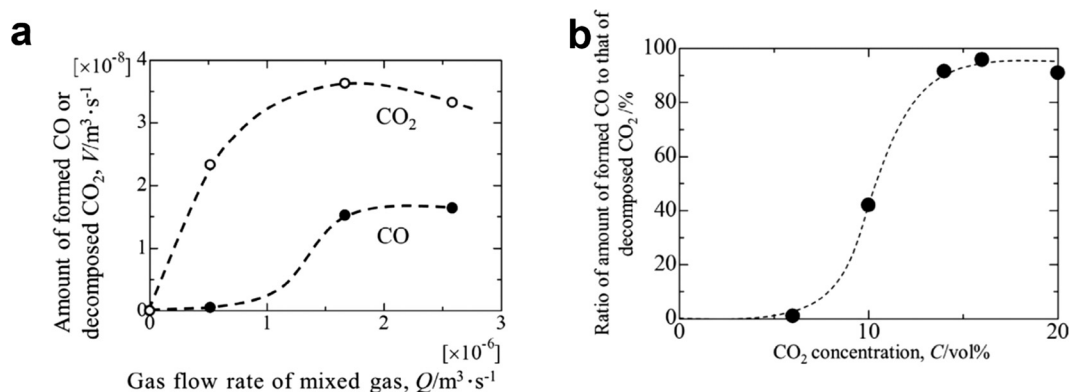 a
[×10⁻⁸]
4
3
2
1
0
Amount of formed CO or
decomposed CO₂, V/m³·s⁻¹
CO₂
CO
0
1
2
3
[×10⁻⁶]
Gas flow rate of mixed gas, Q/m³·s⁻¹
b
Ratio of amount of formed CO to that of
decomposed CO₂/%
100
80
60
40
20
0
0
10
20
CO₂ concentration, C/vol%